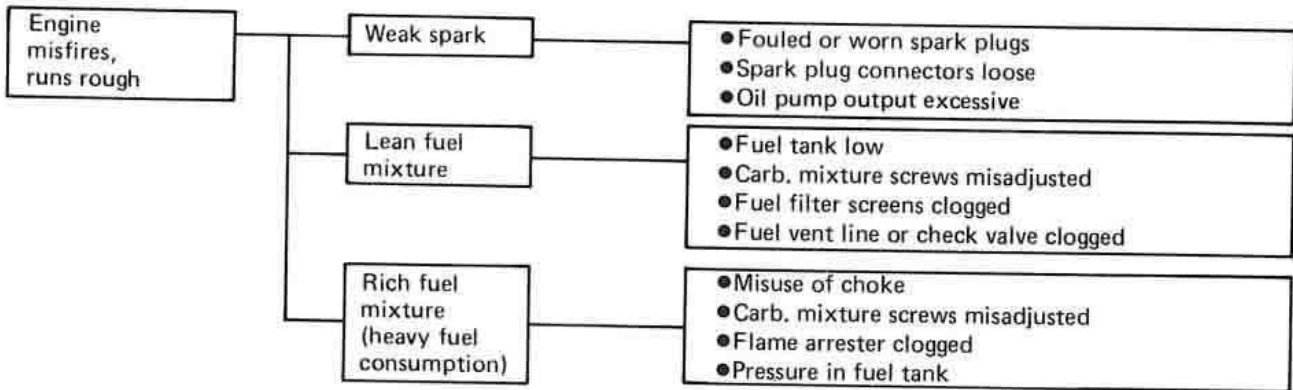 Engine
misfires,
runs rough
Weak spark
●Fouled or worn spark plugs
●Spark plug connectors loose
●Oil pump output excessive
Lean fuel
mixture
●Fuel tank low
●Carb. mixture screws misadjusted
●Fuel filter screens clogged
●Fuel vent line or check valve clogged
Rich fuel
mixture
(heavy fuel
consumption)
●Misuse of choke
●Carb. mixture screws misadjusted
●Flame arrester clogged
●Pressure in fuel tank